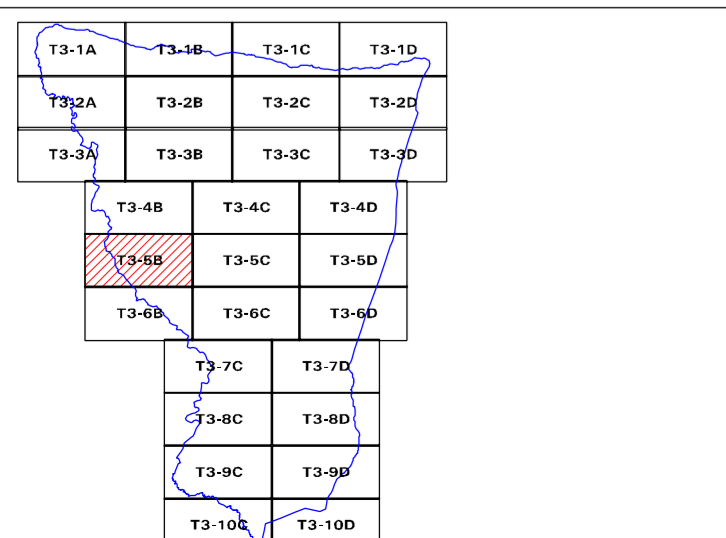 T3-1A T3-1B T3-1C T3-1D
T3-2A T3-2B T3-2C T3-2D
T3-3A T3-3B T3-3C T3-3D
T3-4B T3-4C T3-4D
T3-5B T3-5C T3-5D
T3-6B T3-6C T3-6D
T3-7C T3-7D
T3-8C T3-8D
T3-9C T3-9D
T3-10C T3-10D